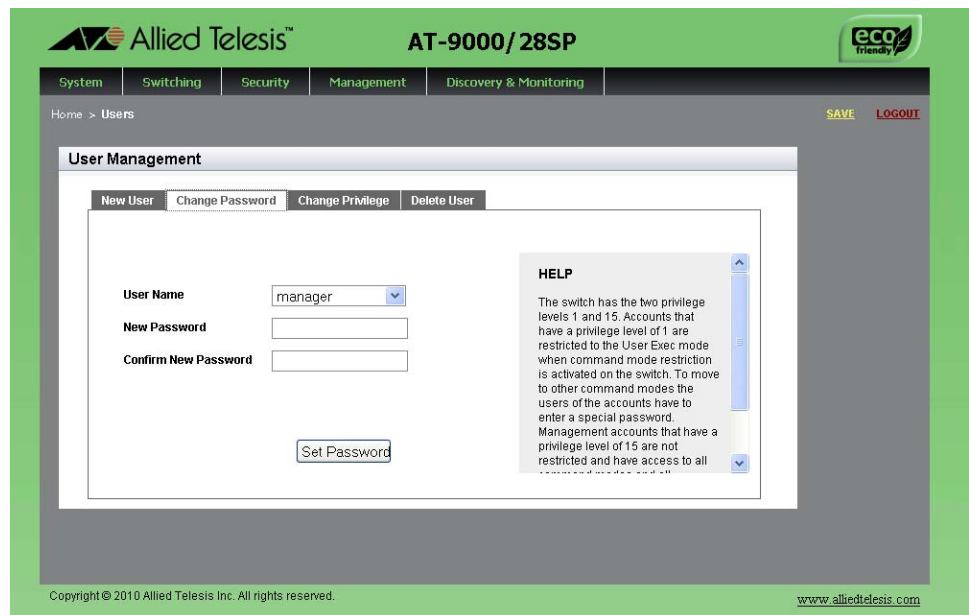 Allied Telesis™
AT-9000/28SP
eco
friendly
System Switching Security Management Discovery & Monitoring
Home > Users
SAVE LOGOUT
User Management
New User Change Password Change Privilege Delete User
User Name manager
New Password
Confirm New Password
Set Password
HELP
The switch has the two privilege
levels 1 and 15. Accounts that
have a privilege level of 1 are
restricted to the User Exec mode
when command mode restriction
is activated on the switch. To move
to other command modes the
users of the accounts have to
enter a special password.
Management accounts that have a
privilege level of 15 are not
restricted and have access to all
command modes and all
Copyright © 2010 Allied Telesis Inc. All rights reserved.
www.alliedtelesis.com